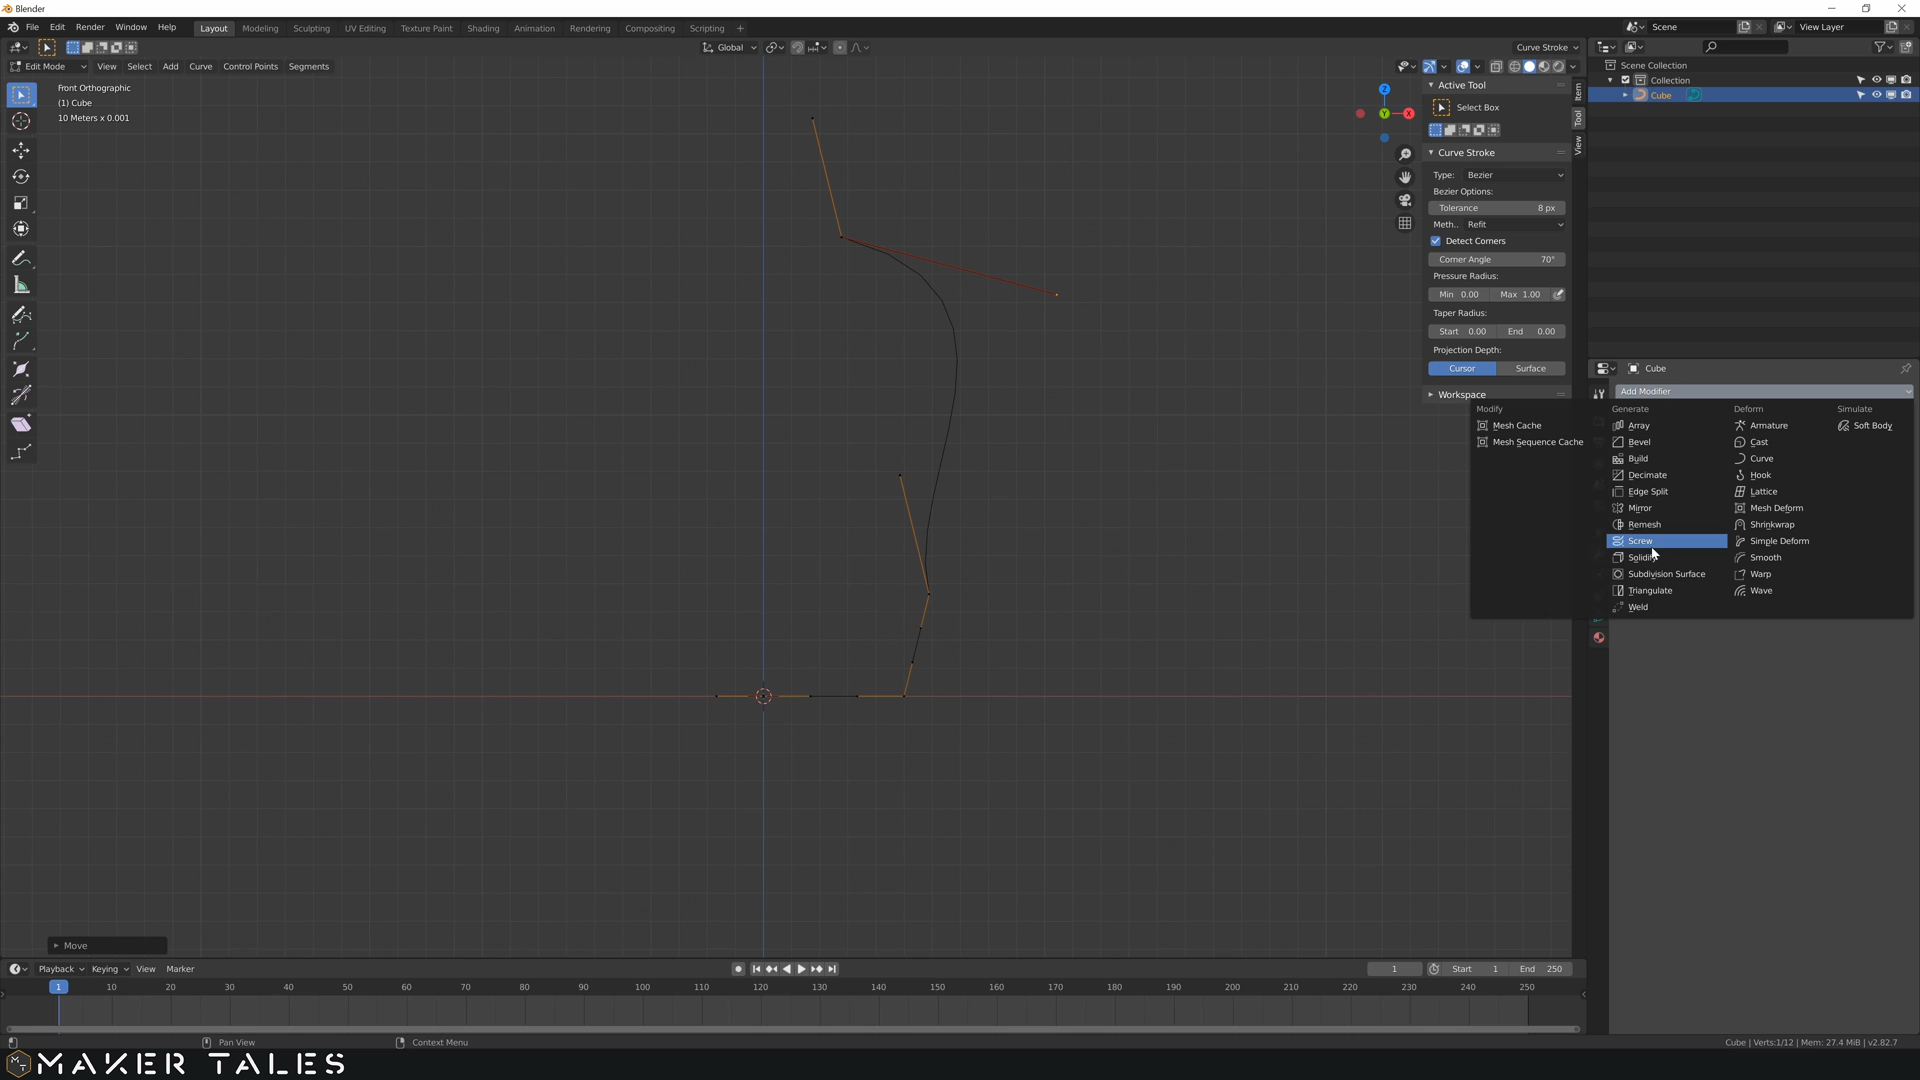 Blender
File Edit Render Window Help Layout Modeling Sculpting UV Editing Texture Paint Shading Animation Rendering Compositing Scripting + Scene View Layer
Global Curve Stroke
Edit Mode View Select Add Curve Control Points Segments
Front Orthographic
(1) Cube
10 Meters x 0.001
Z
Y
X
Item
Tool
View
Active Tool
Select Box
Curve Stroke
Type: Bezier
Bezier Options:
Tolerance 8 px
Meth.. Refit
Detect Corners
Corner Angle 70°
Pressure Radius:
Min 0.00 Max 1.00
Taper Radius:
Start 0.00 End 0.00
Projection Depth:
Cursor Surface
Workspace
Scene Collection
Collection
Cube
Cube
Add Modifier
Modify Generate Deform Simulate
Mesh Cache Array Armature Soft Body
Mesh Sequence Cache Bevel Cast
Build Curve
Decimate Hook
Edge Split Lattice
Mirror Mesh Deform
Remesh Shrinkwrap
Screw Simple Deform
Solidify Smooth
Subdivision Surface Warp
Triangulate Wave
Weld
Move
Playback Keying View Marker 1 Start 1 End 250
1 10 20 30 40 50 60 70 80 90 100 110 120 130 140 150 160 170 180 190 200 210 220 230 240 250
Pan View Context Menu Cube | Verts:1/12 | Mem: 27.4 MiB | v2.82.7
MT MAKER TALES